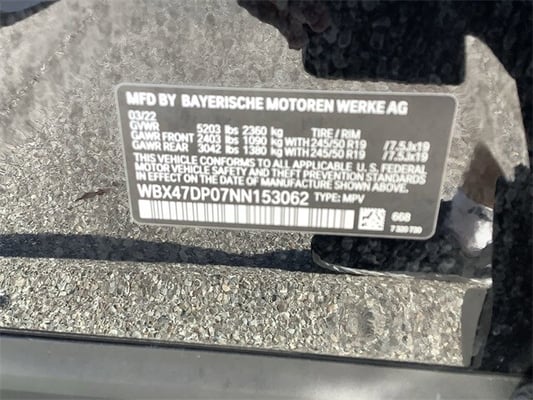 MFD BY BAYERISCHE MOTOREN WERKE AG
03/22
GVWR 5203 lbs 2360 kg TIRE / RIM
GAWR FRONT 2403 lbs 1090 kg WITH 245/50 R19 /7.5Jx19
GAWR REAR 3042 lbs 1380 kg WITH 245/50 R19 /7.5Jx19
THIS VEHICLE CONFORMS TO ALL APPLICABLE U. S. FEDERAL
MOTOR VEHICLE SAFETY AND THEFT PREVENTION STANDARDS
IN EFFECT ON THE DATE OF MANUFACTURE SHOWN ABOVE.
WBX47DP07NN153062 TYPE: MPV
668
7 320 730